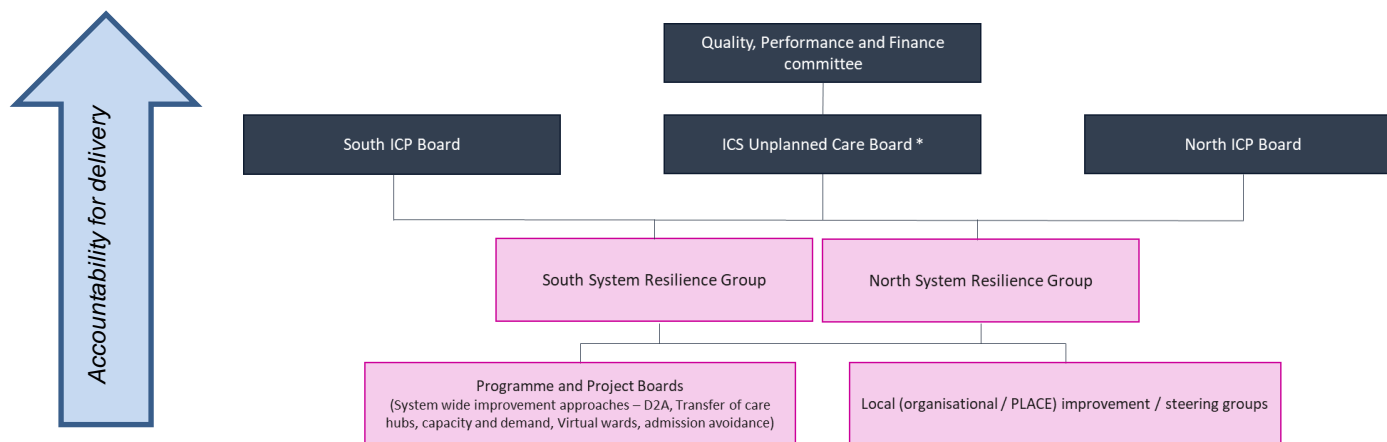 Accountability for delivery
Quality, Performance and Finance
committee
South ICP Board
ICS Unplanned Care Board *
North ICP Board
South System Resilience Group
North System Resilience Group
Programme and Project Boards
(System wide improvement approaches – D2A, Transfer of care
hubs, capacity and demand, Virtual wards, admission avoidance)
Local (organisational / PLACE) improvement / steering groups